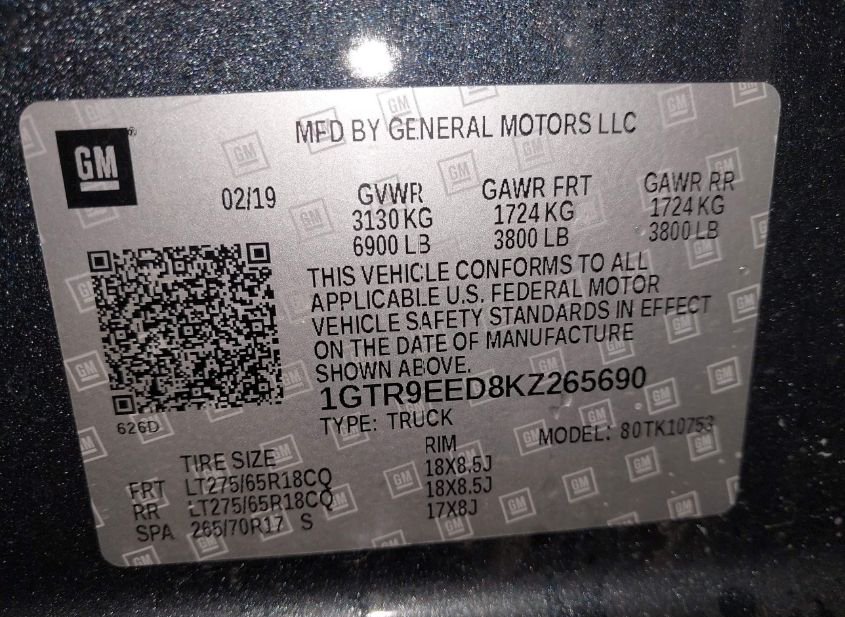 MFD BY GENERAL MOTORS LLC
GM®
02/19
GVWR GAWR FRT GAWR RR
3130 KG 1724 KG 1724 KG
6900 LB 3800 LB 3800 LB
THIS VEHICLE CONFORMS TO ALL
APPLICABLE U.S. FEDERAL MOTOR
VEHICLE SAFETY STANDARDS IN EFFECT
ON THE DATE OF MANUFACTURE
SHOWN ABOVE.
1GTR9EED8KZ265690
626D
TYPE: TRUCK MODEL: 80TK10753
TIRE SIZE RIM
FRT LT275/65R18CQ 18X8.5J
RR LT275/65R18CQ 18X8.5J
SPA 265/70R17 S 17X8J